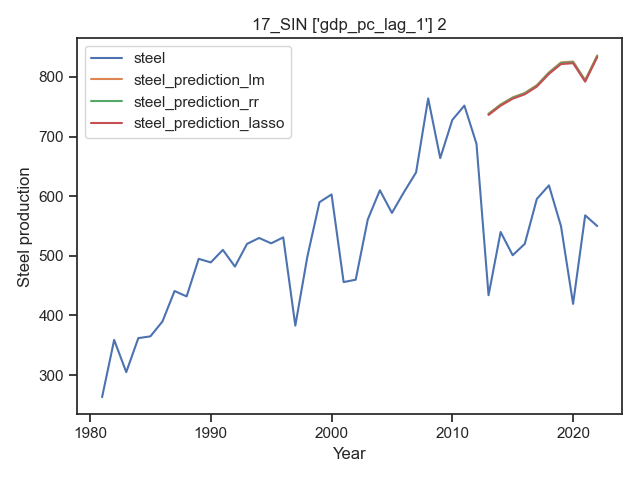 17_SIN ['gdp_pc_lag_1'] 2
steel
steel_prediction_lm
steel_prediction_rr
steel_prediction_lasso
Steel production
800
700
600
500
400
300
1980
1990
2000
2010
2020
Year